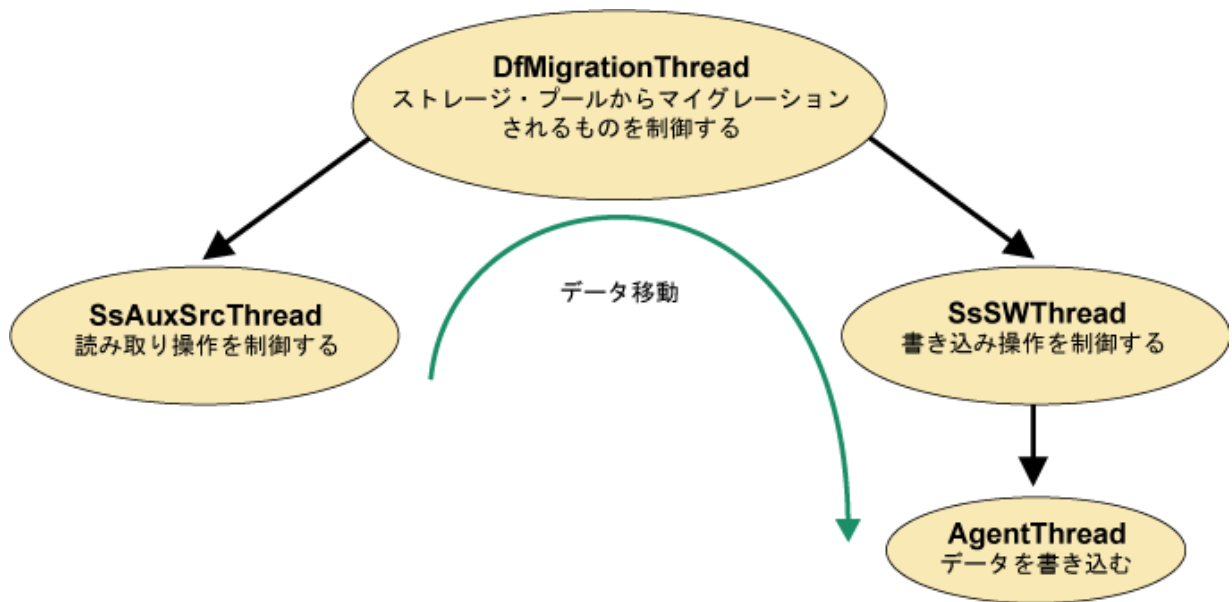 DfMigrationThread
ストレージ・プールからマイグレーション
されるものを制御する
SsAuxSrcThread
読み取り操作を制御する
データ移動
SsSWThread
書き込み操作を制御する
AgentThread
データを書き込む